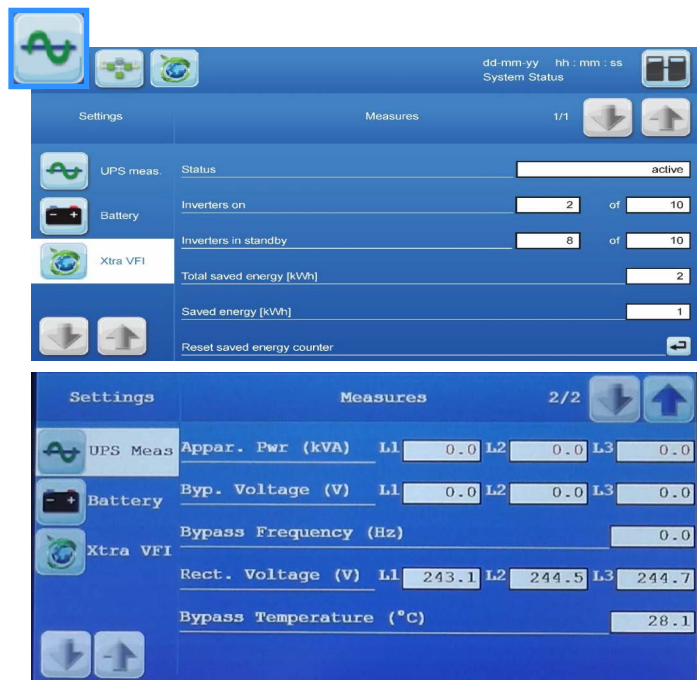 dd-mm-yy hh : mm : ss
System Status
Settings Measures 1/1
UPS meas. Status active
Battery Inverters on 2 of 10
Xtra VFI Inverters in standby 8 of 10
Total saved energy [kWh] 2
Saved energy [kWh] 1
Reset saved energy counter
Settings Measures 2/2
UPS Meas Appar. Pwr (kVA) L1 0.0 L2 0.0 L3 0.0
Battery Byp. Voltage (V) L1 0.0 L2 0.0 L3 0.0
Xtra VFI Bypass Frequency (Hz) 0.0
Rect. Voltage (V) L1 243.1 L2 244.5 L3 244.7
Bypass Temperature (°C) 28.1